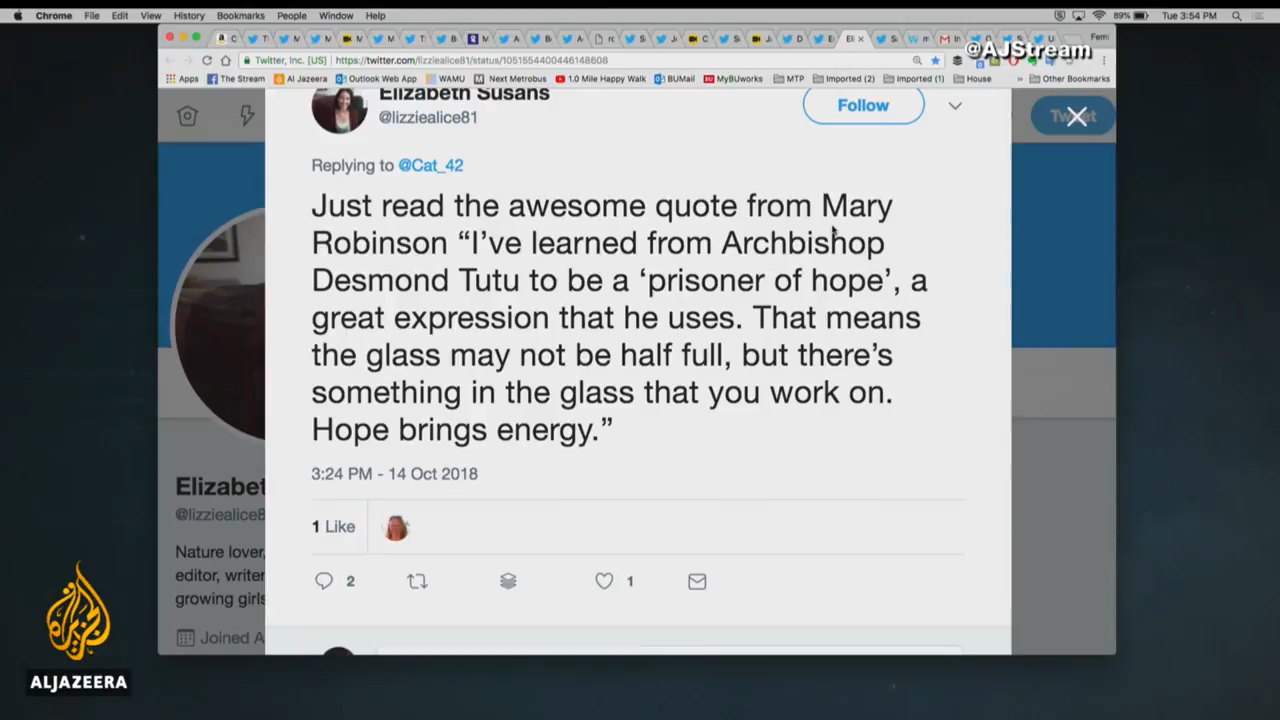 Chrome File Edit View History Bookmarks People Window Help
89% Tue 3:54 PM
Femi
@AJStream
Twitter, Inc. [US] https://twitter.com/lizziealice81/status/1051554400446148608
Apps The Stream Al Jazeera Outlook Web App WAMU Next Metrobus 1.0 Mile Happy Walk BUMail MyBUworks MTP Imported (2) Imported (1) House » Other Bookmarks
Elizabeth Susans
@lizziealice81
Follow
Tweet
Replying to @Cat_42
Just read the awesome quote from Mary
Robinson “I’ve learned from Archbishop
Desmond Tutu to be a ‘prisoner of hope’, a
great expression that he uses. That means
the glass may not be half full, but there’s
something in the glass that you work on.
Hope brings energy.”
3:24 PM - 14 Oct 2018
1 Like
2
1
Elizabet
@lizziealice8
Nature lover,
editor, writer
growing girls
Joined A
ALJAZEERA